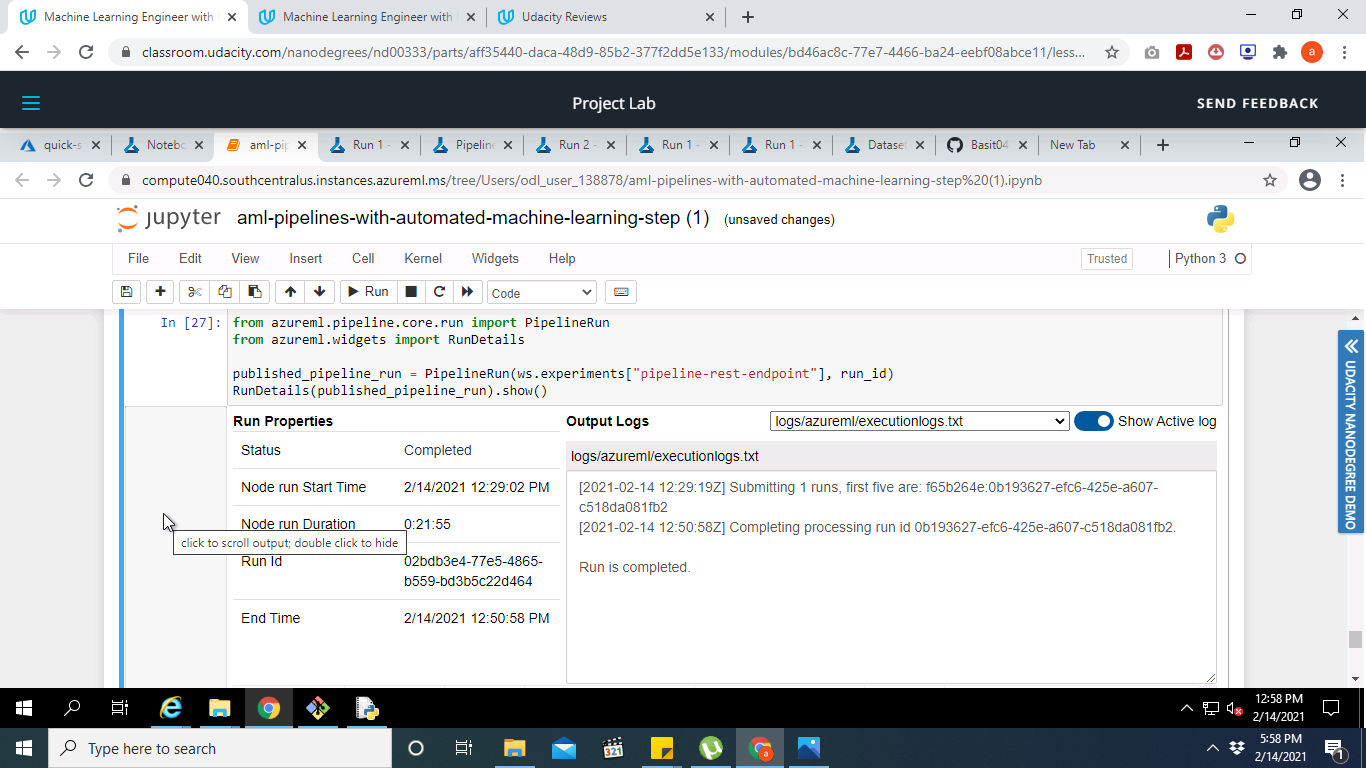 Machine Learning Engineer with
Machine Learning Engineer with
Udacity Reviews
classroom.udacity.com/nanodegrees/nd00333/parts/aff35440-daca-48d9-85b2-377f2dd5e133/modules/bd46ac8c-77e7-4466-ba24-eebf08abce11/less...
a
Project Lab
SEND FEEDBACK
quick-s
Notebo
aml-pip
Run 1 -
Pipeline
Run 2 -
Run 1 -
Run 1 -
Dataset
Basit04
New Tab
compute040.southcentralus.instances.azureml.ms/tree/Users/odl_user_138878/aml-pipelines-with-automated-machine-learning-step%20(1).ipynb
jupyter aml-pipelines-with-automated-machine-learning-step (1) (unsaved changes)
File Edit View Insert Cell Kernel Widgets Help
Trusted
Python 3
Run
Code
In [27]: from azureml.pipeline.core.run import PipelineRun
from azureml.widgets import RunDetails
published_pipeline_run = PipelineRun(ws.experiments["pipeline-rest-endpoint"], run_id)
RunDetails(published_pipeline_run).show()
Run Properties
Status Completed
Node run Start Time 2/14/2021 12:29:02 PM
Node run Duration 0:21:55
click to scroll output; double click to hide
Run Id 02bdb3e4-77e5-4865-
b559-bd3b5c22d464
End Time 2/14/2021 12:50:58 PM
Output Logs
logs/azureml/executionlogs.txt
Show Active log
logs/azureml/executionlogs.txt
[2021-02-14 12:29:19Z] Submitting 1 runs, first five are: f65b264e:0b193627-efc6-425e-a607-
c518da081fb2
[2021-02-14 12:50:58Z] Completing processing run id 0b193627-efc6-425e-a607-c518da081fb2.
Run is completed.
UDACITY NANODEGREE DEMO
12:58 PM
2/14/2021
Type here to search
321
a
5:58 PM
2/14/2021
1